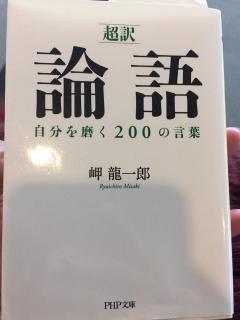 超訳
論語
自分を磨く200の言葉
岬 龍一郎
Ryuichiro Misaki
PHP文庫